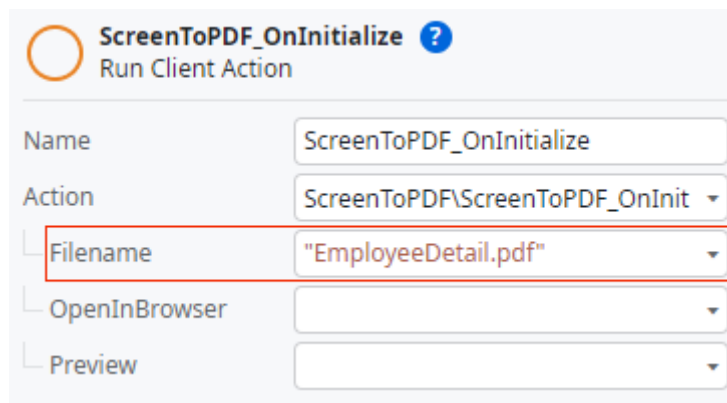 ScreenToPDF_OnInitialize ?
Run Client Action
Name ScreenToPDF_OnInitialize
Action ScreenToPDF\ScreenToPDF_OnInit
Filename "EmployeeDetail.pdf"
OpenInBrowser
Preview